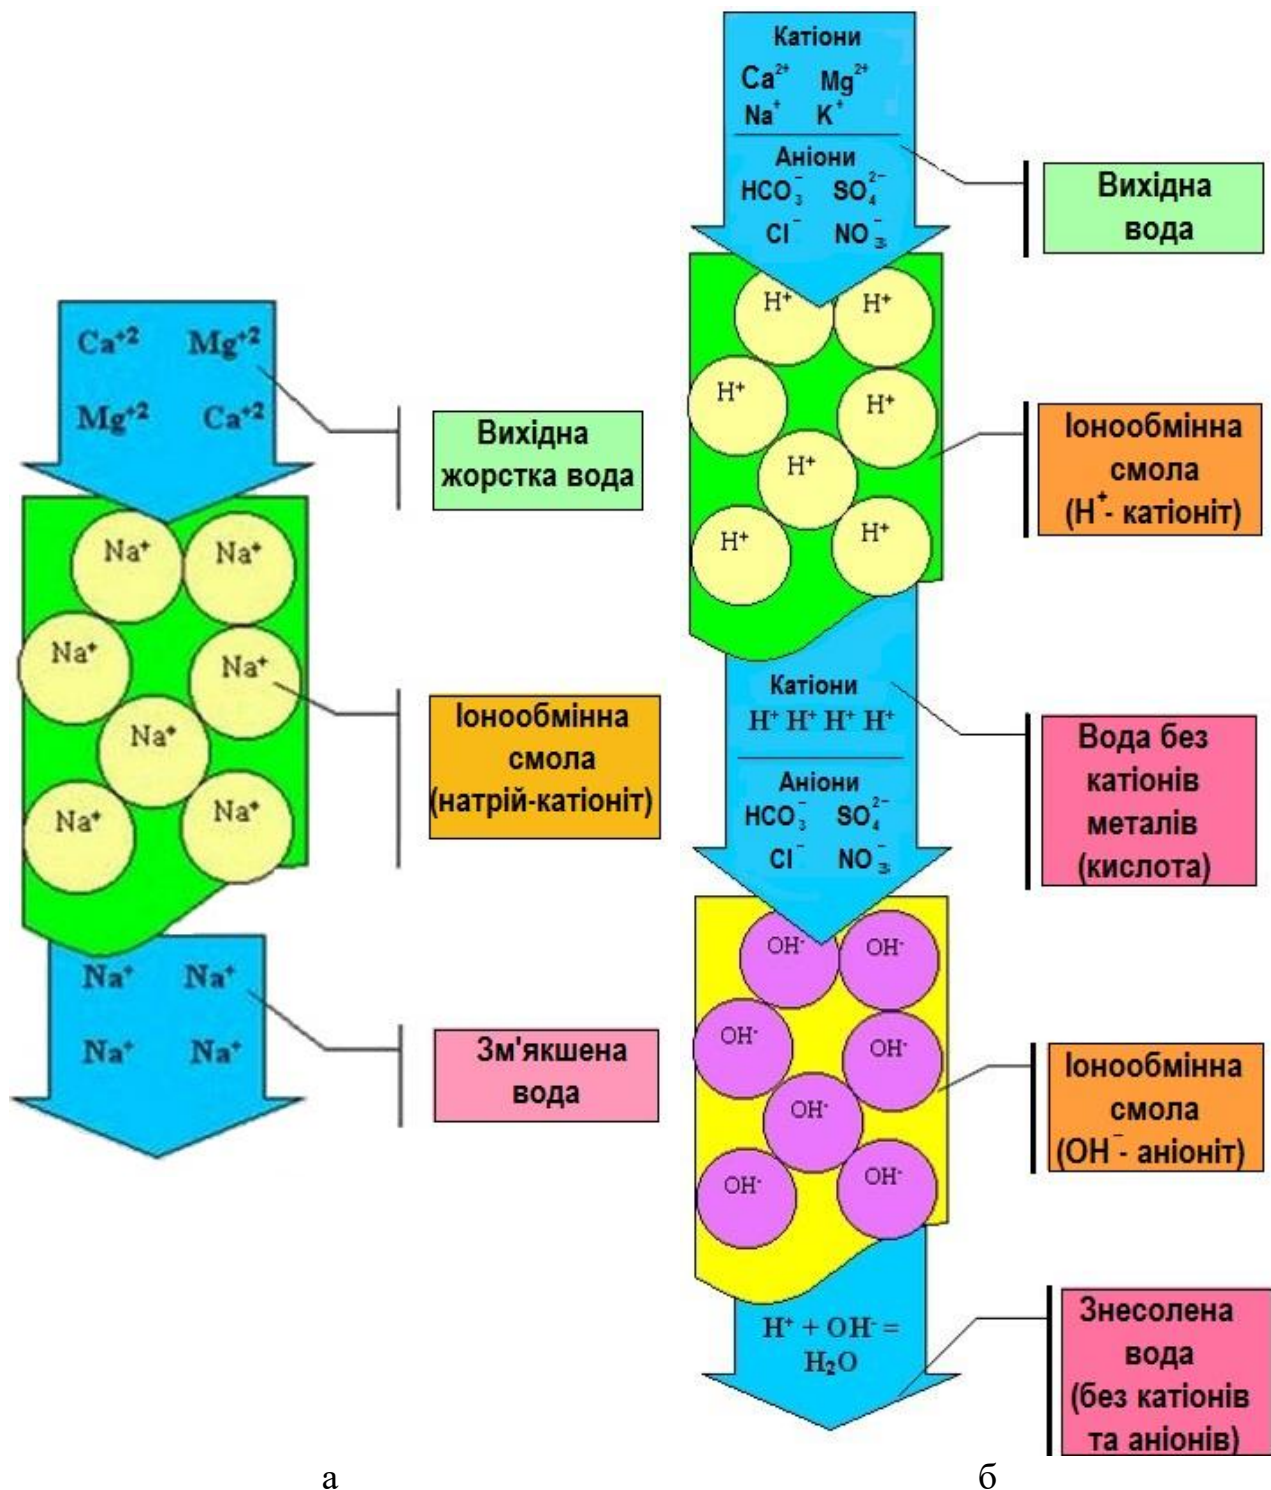 Ca⁺² Mg⁺²
Mg⁺² Ca⁺²
Вихідна
жорстка вода
Na⁺ Na⁺
Na⁺ Na⁺
Na⁺
Na⁺ Na⁺
Іонообмінна
смола
(натрій-катіоніт)
Na⁺ Na⁺
Na⁺ Na⁺
Зм'якшена
вода
а
Катіони
Ca²⁺ Mg²⁺
Na⁺ K⁺
Аніони
HCO₃⁻ SO₄²⁻
Cl⁻ NO₃⁻
Вихідна
вода
H⁺ H⁺
H⁺ H⁺
H⁺
H⁺ H⁺
Іонообмінна
смола
(H⁺- катіоніт)
Катіони
H⁺ H⁺ H⁺ H⁺
Аніони
HCO₃⁻ SO₄²⁻
Cl⁻ NO₃⁻
Вода без
катіонів
металів
(кислота)
OH⁻ OH⁻
OH⁻ OH⁻
OH⁻
OH⁻ OH⁻
Іонообмінна
смола
(OH⁻- аніоніт)
H⁺ + OH⁻ =
H₂O
Знесолена
вода
(без катіонів
та аніонів)
б